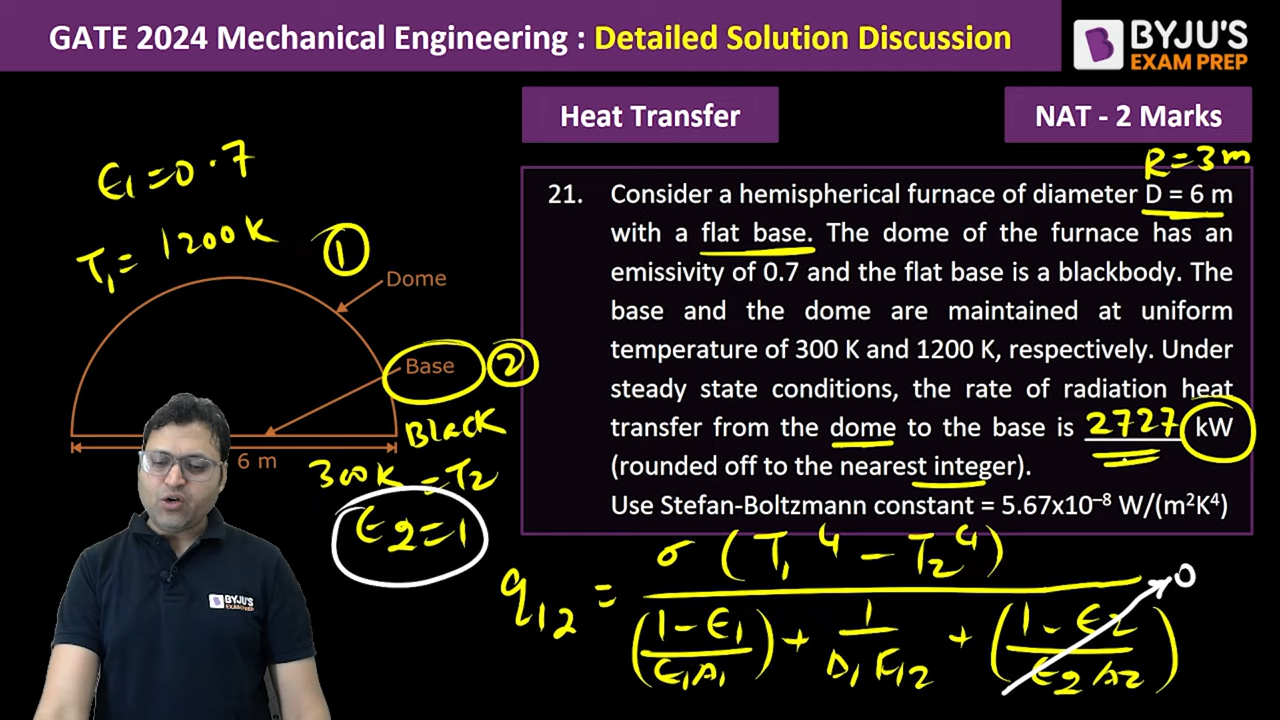 GATE 2024 Mechanical Engineering : Detailed Solution Discussion
BYJU'S
EXAM PREP
Heat Transfer
NAT - 2 Marks
R = 3 m
21. Consider a hemispherical furnace of diameter D = 6 m
with a flat base. The dome of the furnace has an
emissivity of 0.7 and the flat base is a blackbody. The
base and the dome are maintained at uniform
temperature of 300 K and 1200 K, respectively. Under
steady state conditions, the rate of radiation heat
transfer from the dome to the base is 2727 kW
(rounded off to the nearest integer).
Use Stefan-Boltzmann constant = 5.67x10⁻⁸ W/(m²K⁴)
ϵ₁ = 0.7
T₁ = 1200 K
1
Dome
Base
2
Black
6 m
300K = T₂
ϵ₂ = 1
BYJU'S
EXAM PREP
q₁₂ = σ (T₁⁴ − T₂⁴) / ((1 − ϵ₁)/(ϵ₁A₁)) + 1/(A₁F₁₂) + ((1 − ϵ₂)/(ϵ₂A₂)) 0